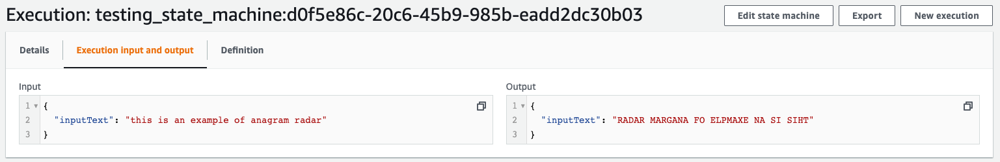 Execution: testing_state_machine:d0f5e86c-20c6-45b9-985b-eadd2dc30b03
Edit state machine
Export
New execution
Details
Execution input and output
Definition
Input
1 {
2 "inputText": "this is an example of anagram radar"
3 }
Output
1 {
2 "inputText": "RADAR MARGANA FO ELPMAXE NA SI SIHT"
3 }